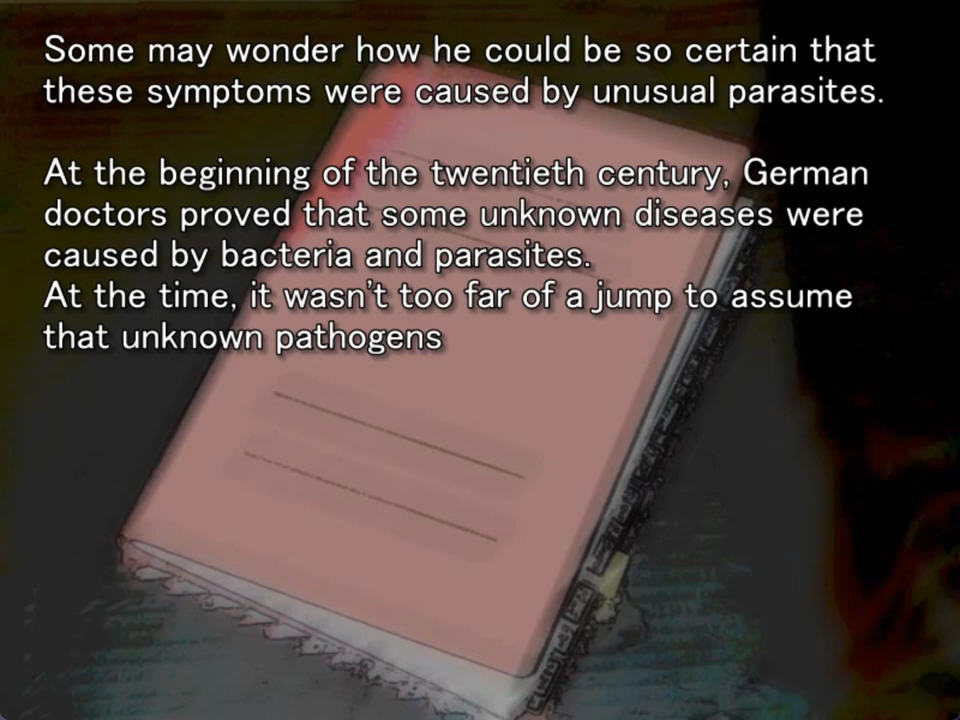 Some may wonder how he could be so certain that
these symptoms were caused by unusual parasites.
At the beginning of the twentieth century, German
doctors proved that some unknown diseases were
caused by bacteria and parasites.
At the time, it wasn't too far of a jump to assume
that unknown pathogens